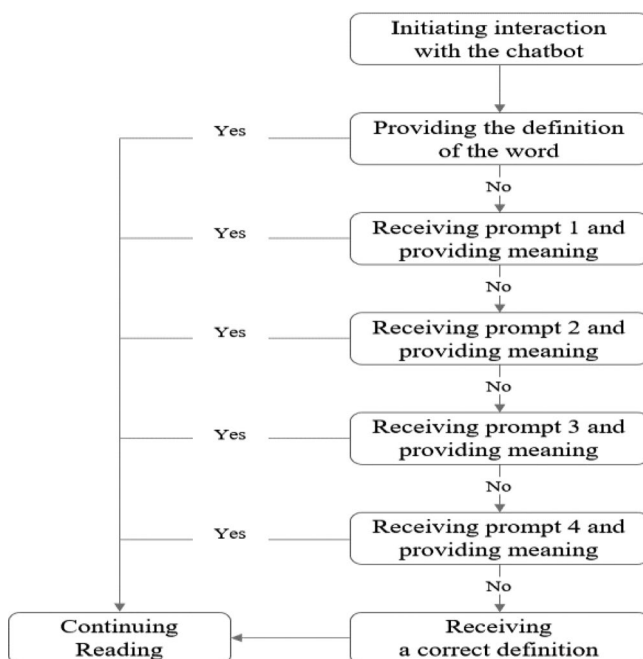 Initiating interaction
with the chatbot
Yes
Providing the definition
of the word
No
Yes
Receiving prompt 1 and
providing meaning
No
Yes
Receiving prompt 2 and
providing meaning
No
Yes
Receiving prompt 3 and
providing meaning
No
Yes
Receiving prompt 4 and
providing meaning
No
Continuing
Reading
Receiving
a correct definition